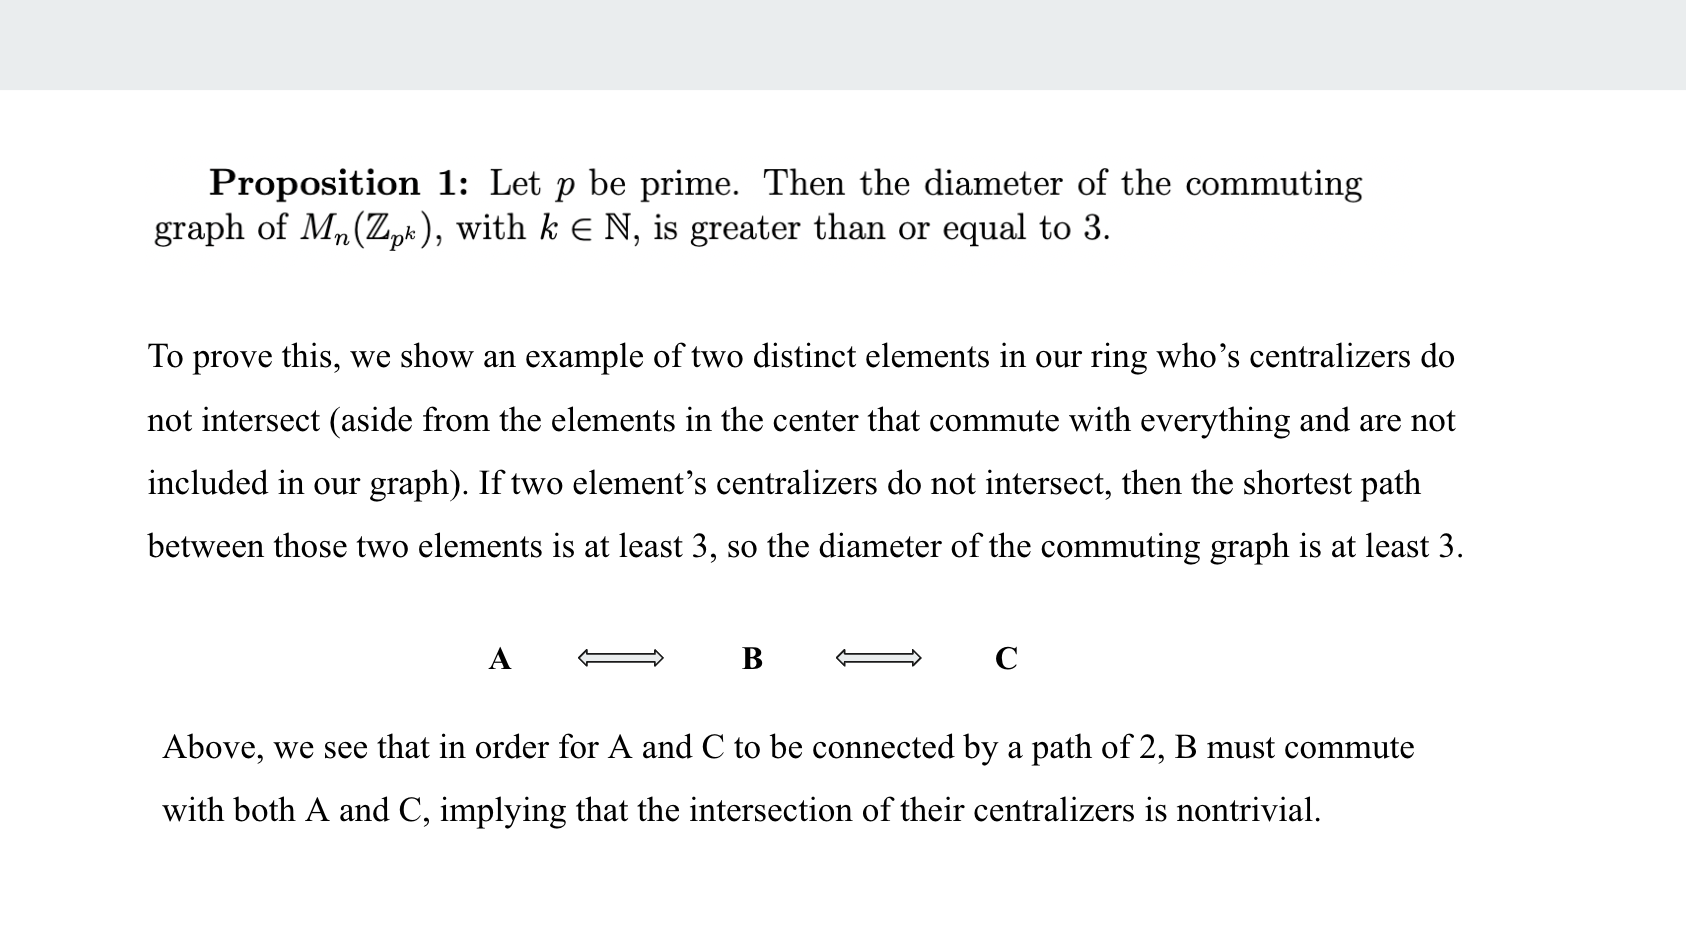 Proposition 1: Let p be prime. Then the diameter of the commuting
graph of Mₙ(ℤ_{p^k}), with k ∈ ℕ, is greater than or equal to 3.
To prove this, we show an example of two distinct elements in our ring who’s centralizers do
not intersect (aside from the elements in the center that commute with everything and are not
included in our graph). If two element’s centralizers do not intersect, then the shortest path
between those two elements is at least 3, so the diameter of the commuting graph is at least 3.
A ⟺ B ⟺ C
Above, we see that in order for A and C to be connected by a path of 2, B must commute
with both A and C, implying that the intersection of their centralizers is nontrivial.